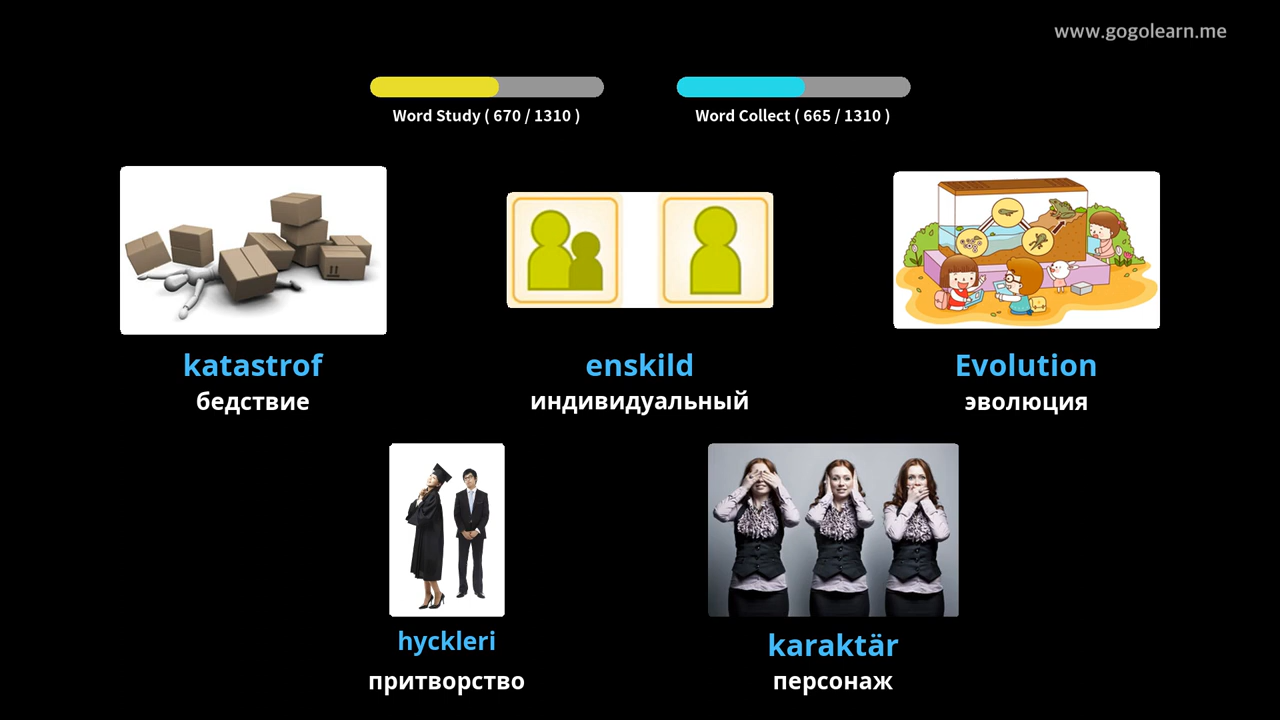 www.gogolearn.me
Word Study ( 670 / 1310 )
Word Collect ( 665 / 1310 )
katastrof
бедствие
enskild
индивидуальный
Evolution
эволюция
hyckleri
притворство
karaktär
персонаж